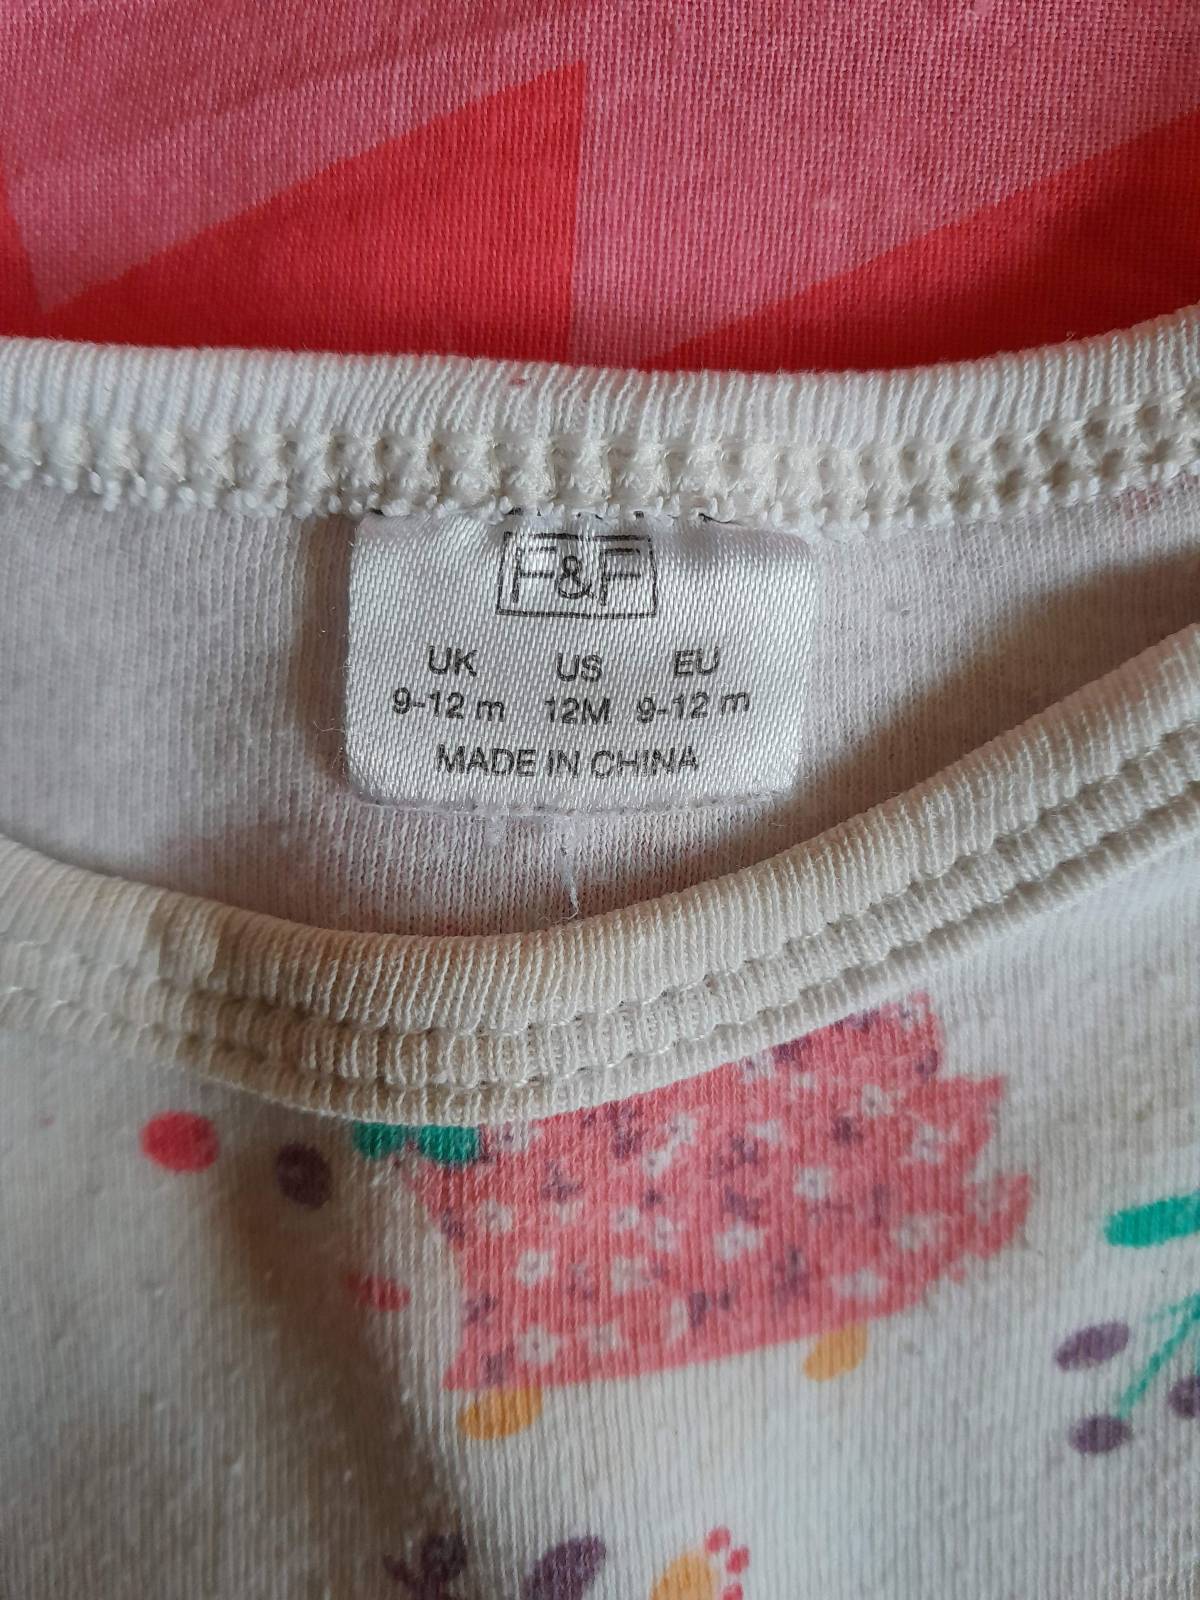 F&F
UK US EU
9-12 m 12M 9-12 m
MADE IN CHINA